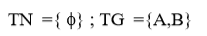 TN ={ ϕ} ; TG ={A,B}